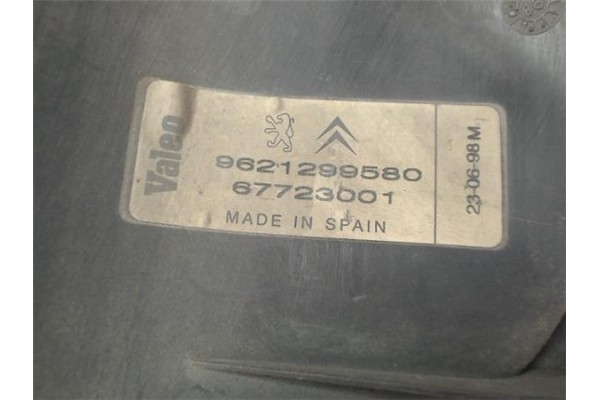 Valeo
9621299580
67723001
MADE IN SPAIN
23-06-98 M